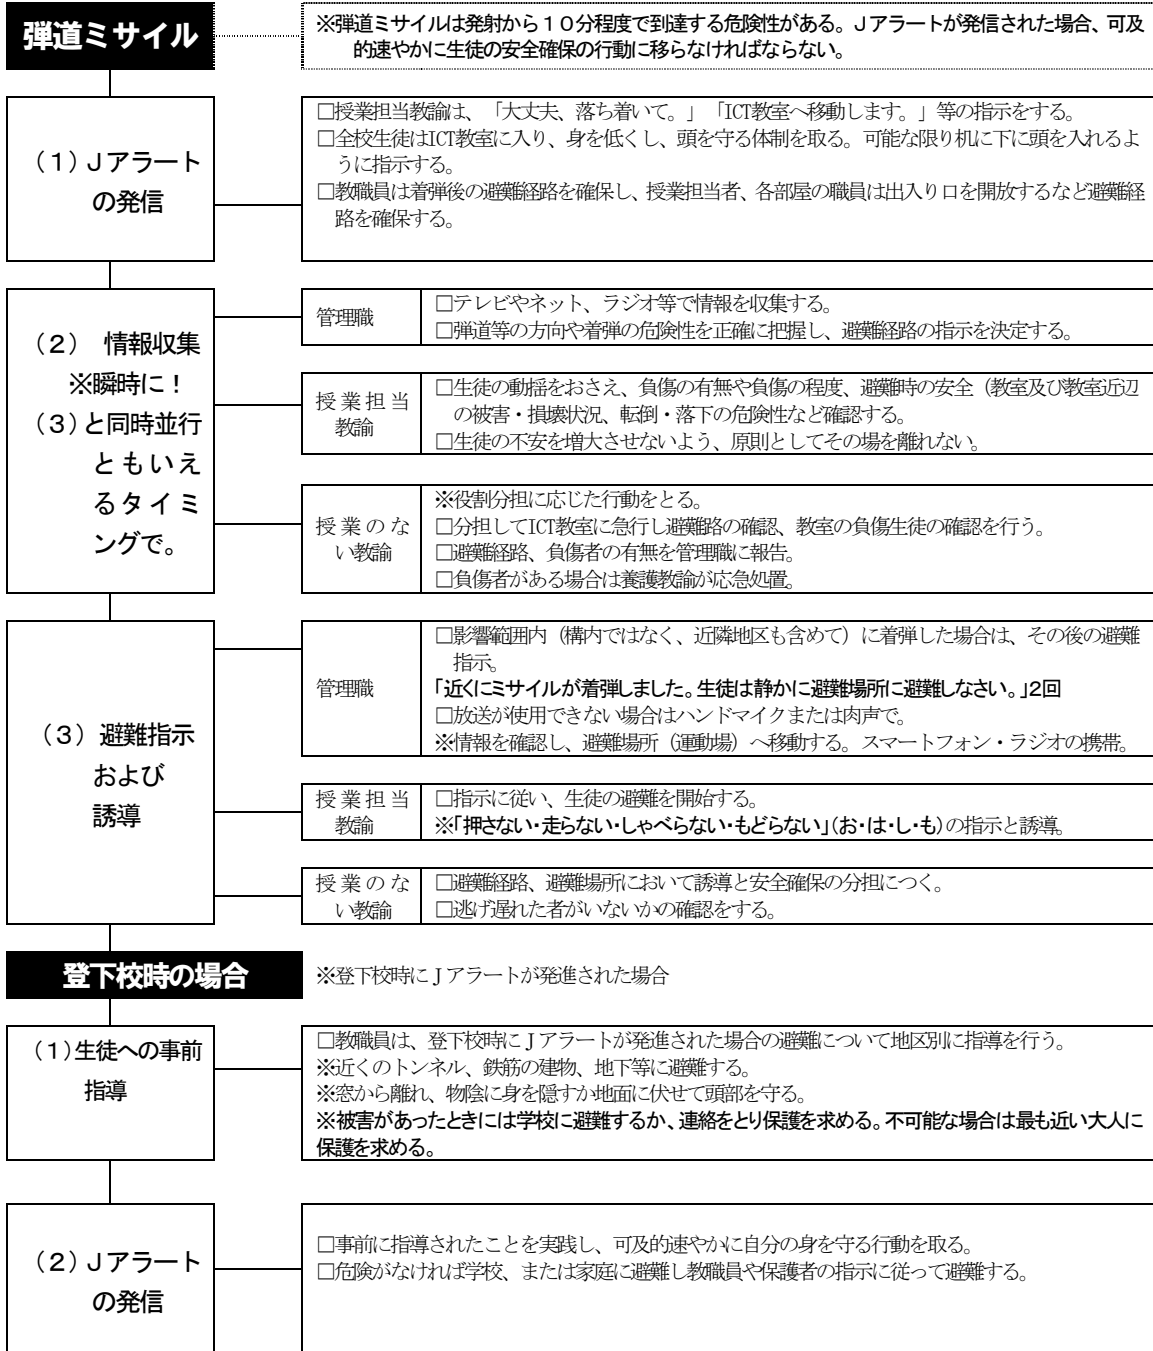 弾道ミサイル
※弾道ミサイルは発射から１０分程度で到達する危険性がある。Ｊアラートが発信された場合、可及
的速やかに生徒の安全確保の行動に移らなければならない。
（１）Ｊアラート
の発信
□授業担当教諭は、「大丈夫、落ち着いて。」「ICT教室へ移動します。」等の指示をする。
□全校生徒はICT教室に入り、身を低くし、頭を守る体制を取る。可能な限り机に下に頭を入れるよ
うに指示する。
□教職員は着弾後の避難経路を確保し、授業担当者、各部屋の職員は出入り口を開放するなど避難経
路を確保する。
（２） 情報収集
※瞬時に！
（３）と同時並行
ともいえ
るタイミ
ングで。
管理職
□テレビやネット、ラジオ等で情報を収集する。
□弾道等の方向や着弾の危険性を正確に把握し、避難経路の指示を決定する。
授業担当
教諭
□生徒の動揺をおさえ、負傷の有無や負傷の程度、避難時の安全（教室及び教室近辺
の被害・損壊状況、転倒・落下の危険性など確認する。
□生徒の不安を増大させないよう、原則としてその場を離れない。
授業のな
い教諭
※役割分担に応じた行動をとる。
□分担してICT教室に急行し避難路の確認、教室の負傷生徒の確認を行う。
□避難経路、負傷者の有無を管理職に報告。
□負傷者がある場合は養護教諭が応急処置。
（３）避難指示
および
誘導
管理職
□影響範囲内（構内ではなく、近隣地区も含めて）に着弾した場合は、その後の避難
指示。
「近くにミサイルが着弾しました。生徒は静かに避難場所に避難しなさい。」２回
□放送が使用できない場合はハンドマイクまたは肉声で。
※情報を確認し、避難場所（運動場）へ移動する。スマートフォン・ラジオの携帯。
授業担当
教諭
□指示に従い、生徒の避難を開始する。
※「押さない・走らない・しゃべらない・もどらない」（お・は・し・も）の指示と誘導。
授業のな
い教諭
□避難経路、避難場所において誘導と安全確保の分担につく。
□逃げ遅れた者がいないかの確認をする。
登下校時の場合
※登下校時にＪアラートが発進された場合
（１）生徒への事前
指導
□教職員は、登下校時にＪアラートが発進された場合の避難について地区別に指導を行う。
※近くのトンネル、鉄筋の建物、地下等に避難する。
※窓から離れ、物陰に身を隠すか地面に伏せて頭部を守る。
※被害があったときには学校に避難するか、連絡をとり保護を求める。不可能な場合は最も近い大人に
保護を求める。
（２）Ｊアラート
の発信
□事前に指導されたことを実践し、可及的速やかに自分の身を守る行動を取る。
□危険がなければ学校、または家庭に避難し教職員や保護者の指示に従って避難する。